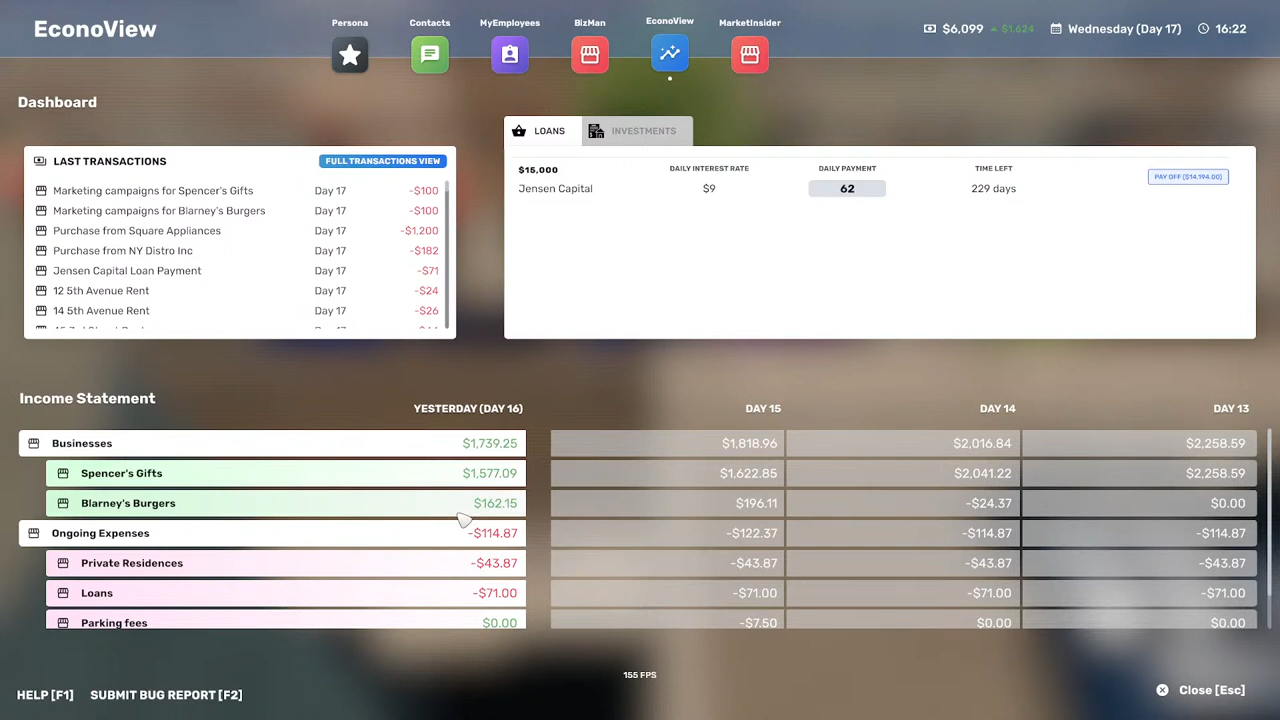 EconoView
Persona
Contacts
MyEmployees
BizMan
EconoView
MarketInsider
$6,099 $1.624
Wednesday (Day 17)
16:22
Dashboard
LAST TRANSACTIONS
FULL TRANSACTIONS VIEW
Marketing campaigns for Spencer's Gifts Day 17 -$100
Marketing campaigns for Blarney's Burgers Day 17 -$100
Purchase from Square Appliances Day 17 -$1,200
Purchase from NY Distro Inc Day 17 -$182
Jensen Capital Loan Payment Day 17 -$71
12 5th Avenue Rent Day 17 -$24
14 5th Avenue Rent Day 17 -$26
LOANS
INVESTMENTS
$15,000 DAILY INTEREST RATE DAILY PAYMENT TIME LEFT
PAY OFF ($14,194.00)
Jensen Capital $9 62 229 days
Income Statement
YESTERDAY (DAY 16) DAY 15 DAY 14 DAY 13
Businesses $1,739.25 $1,818.96 $2,016.84 $2,258.59
Spencer's Gifts $1,577.09 $1,622.85 $2,041.22 $2,258.59
Blarney's Burgers $162.15 $196.11 -$24.37 $0.00
Ongoing Expenses -$114.87 -$122.37 -$114.87 -$114.87
Private Residences -$43.87 -$43.87 -$43.87 -$43.87
Loans -$71.00 -$71.00 -$71.00 -$71.00
Parking fees $0.00 -$7.50 $0.00 $0.00
155 FPS
HELP [F1] SUBMIT BUG REPORT [F2]
Close [Esc]